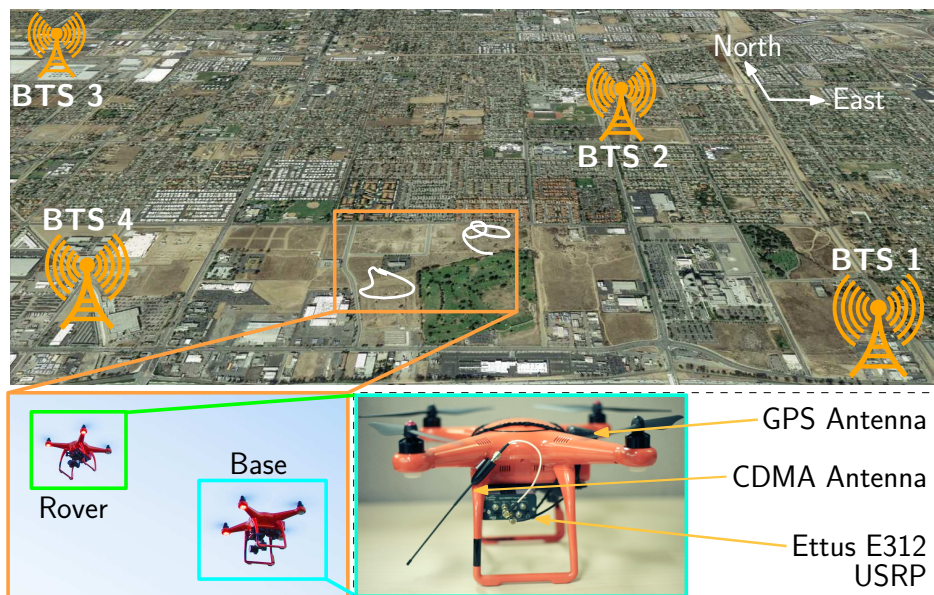 BTS 3
North
East
BTS 2
BTS 4
BTS 1
Rover
Base
GPS Antenna
CDMA Antenna
Ettus E312
USRP